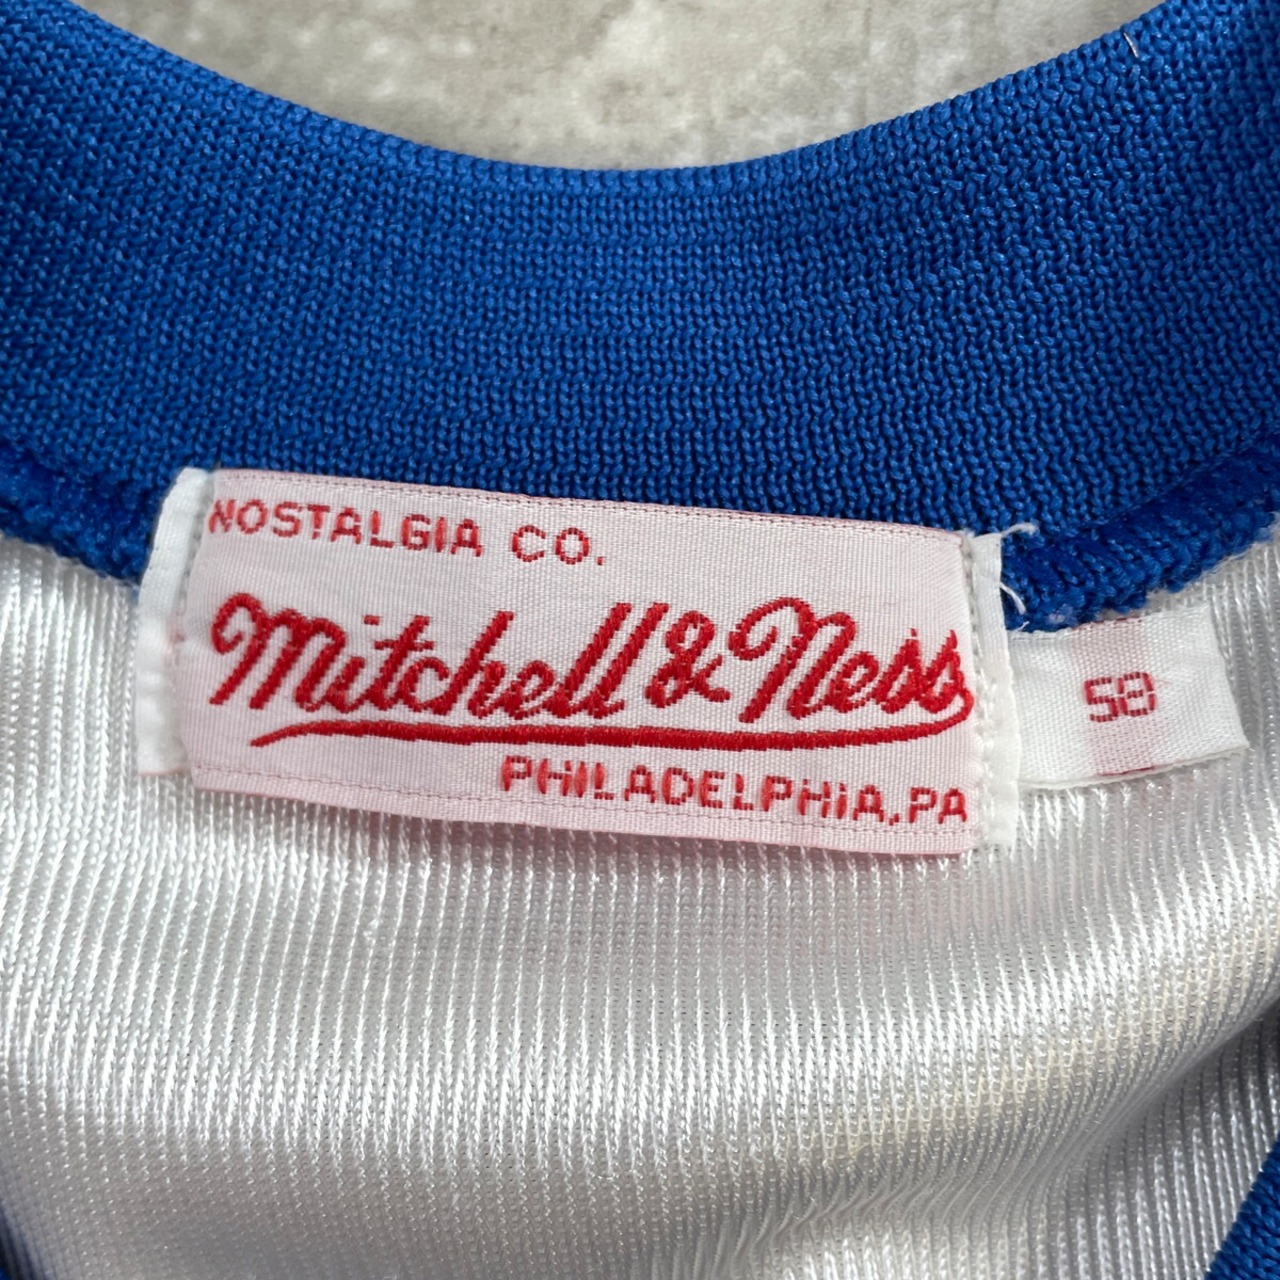 NOSTALGIA CO.
Mitchell & Ness
PHILADELPHIA, PA
58